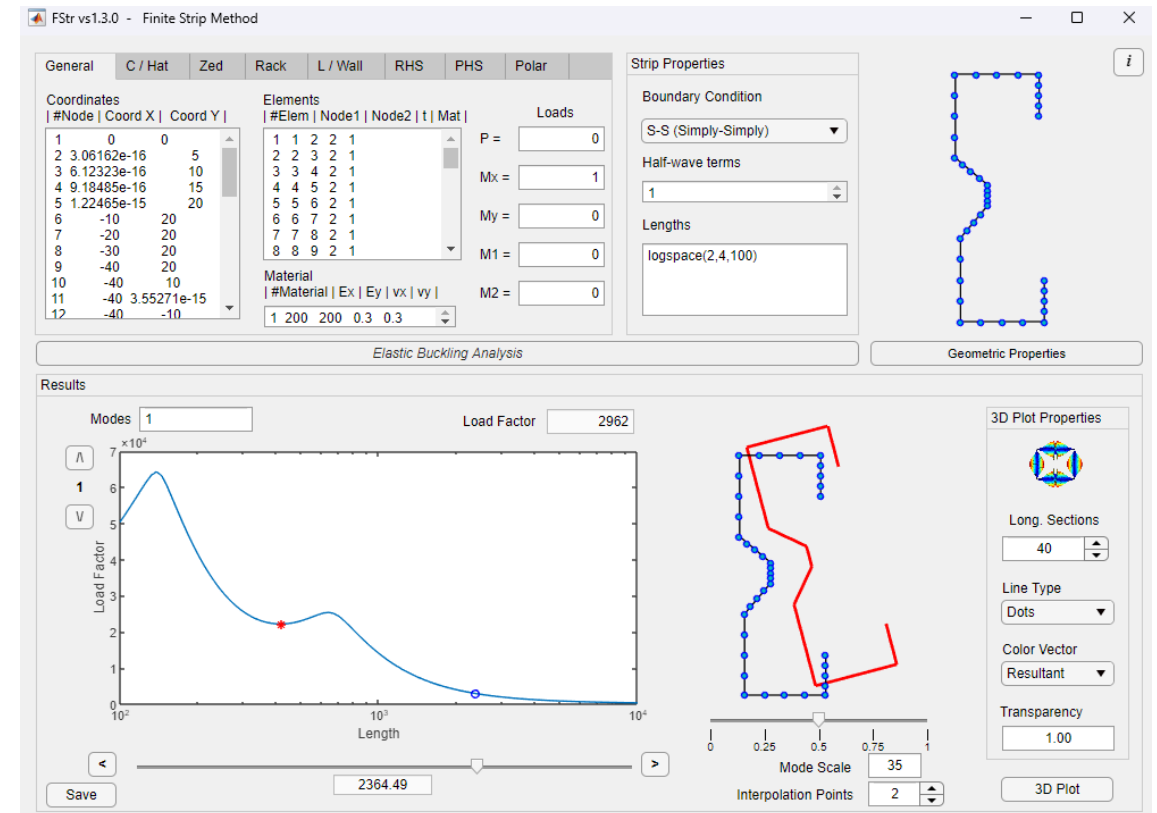 FStr vs1.3.0 - Finite Strip Method
General C / Hat Zed Rack L / Wall RHS PHS Polar
Coordinates
| #Node | Coord X | Coord Y |
1 0 0
2 3.06162e-16 5
3 6.12323e-16 10
4 9.18485e-16 15
5 1.22465e-15 20
6 -10 20
7 -20 20
8 -30 20
9 -40 20
10 -40 10
11 -40 3.55271e-15
12 -40 -10
Elements
| #Elem | Node1 | Node2 | t | Mat |
1 1 2 2 1
2 2 3 2 1
3 3 4 2 1
4 4 5 2 1
5 5 6 2 1
6 6 7 2 1
7 7 8 2 1
8 8 9 2 1
Material
| #Material | Ex | Ey | vx | vy |
1 200 200 0.3 0.3
Loads
P = 0
Mx = 1
My = 0
M1 = 0
M2 = 0
Strip Properties
Boundary Condition
S-S (Simply-Simply)
Half-wave terms
1
Lengths
logspace(2,4,100)
i
Elastic Buckling Analysis
Geometric Properties
Results
Modes 1
Load Factor 2962
/\
1
\/
×10⁴
7
6
5
4
3
2
1
0
Load Factor
10² 10³ 10⁴
Length
< >
2364.49
Save
0 0.25 0.5 0.75 1
Mode Scale 35
Interpolation Points 2
3D Plot Properties
Long. Sections
40
Line Type
Dots
Color Vector
Resultant
Transparency
1.00
3D Plot